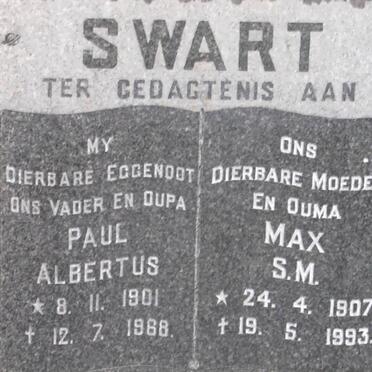 SWART
TER GEDAGTENIS AAN
MY
DIERBARE EGGENOOT
ONS VADER EN OUPA
PAUL
ALBERTUS
★ 8. 11. 1901
† 12. 7. 1988.
ONS
DIERBARE MOEDE
EN OUMA
MAX
S.M.
★ 24. 4. 1907
† 19. 5. 1993.